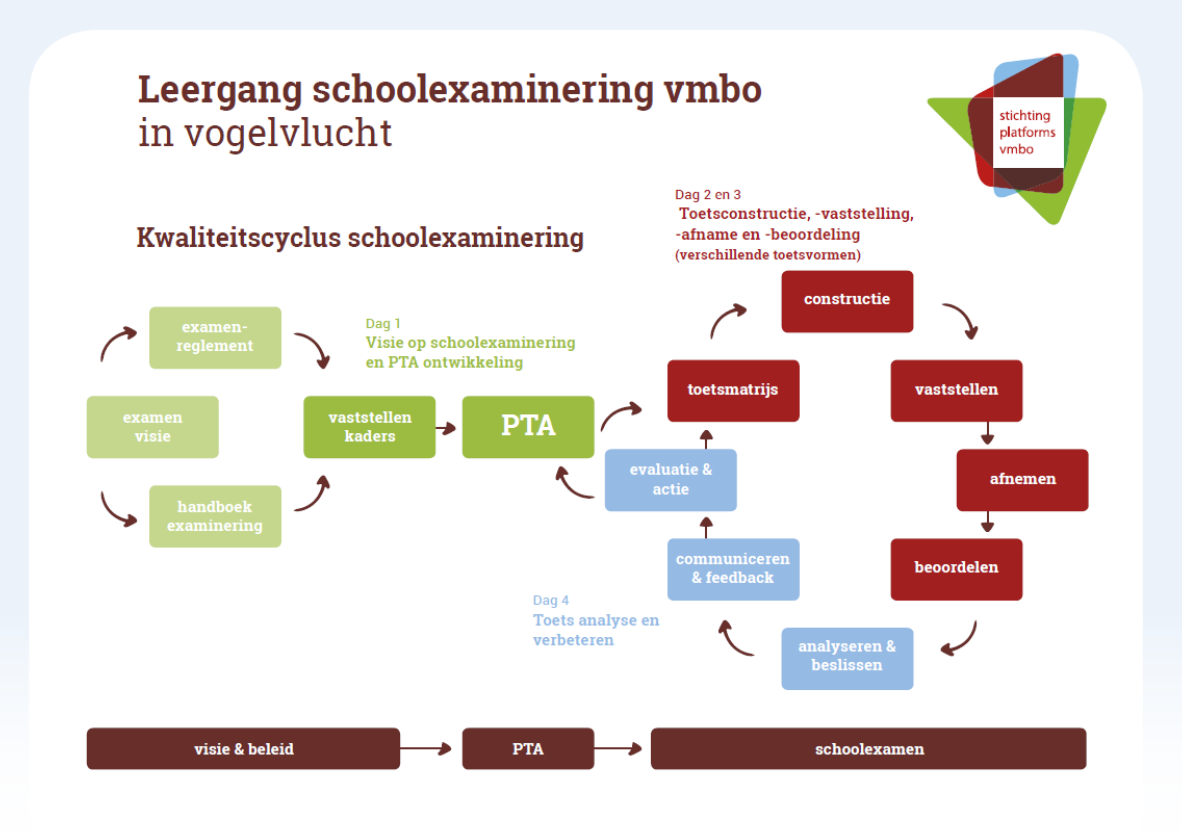 Leergang schoolexaminering vmbo
in vogelvlucht
stichting
platforms
vmbo
Kwaliteitscyclus schoolexaminering
Dag 2 en 3
Toetsconstructie, -vaststelling,
-afname en -beoordeling
(verschillende toetsvormen)
examen-
reglement
examen
visie
handboek
examinering
vaststellen
kaders
Dag 1
Visie op schoolexaminering
en PTA ontwikkeling
PTA
toetsmatrijs
constructie
vaststellen
afnemen
beoordelen
analyseren &
beslissen
communiceren
& feedback
evaluatie &
actie
Dag 4
Toets analyse en
verbeteren
visie & beleid
PTA
schoolexamen